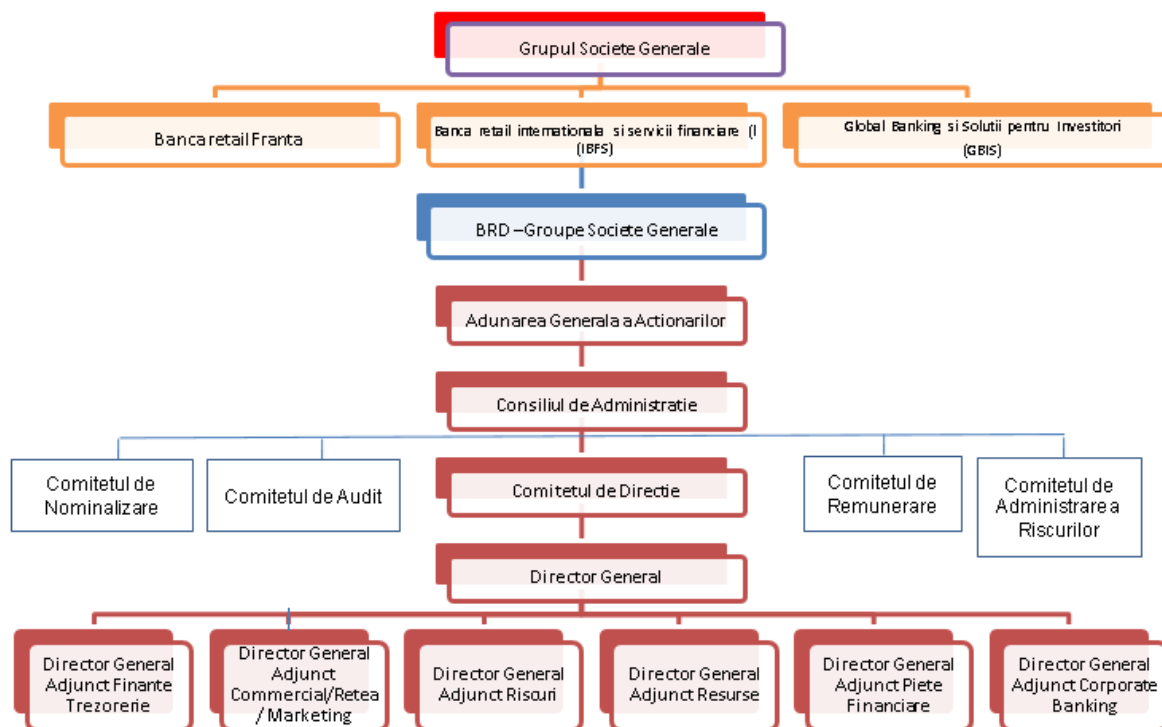 Grupul Societe Generale
Banca retail Franta
Banca retail internationala si servicii financiare (I
(IBFS)
Global Banking si Solutii pentru Investitori
(GBIS)
BRD –Groupe Societe Generale
Adunarea Generala a Actionarilor
Consiliul de Administratie
Comitetul de
Nominalizare
Comitetul de Audit
Comitetul de Directie
Comitetul de
Remunerare
Comitetul de
Administrare a
Riscurilor
Director General
Director General
Adjunct Finante
Trezorerie
Director General
Adjunct
Commercial/Retea
/ Marketing
Director General
Adjunct Riscuri
Director General
Adjunct Resurse
Director General
Adjunct Piete
Financiare
Director General
Adjunct Corporate
Banking